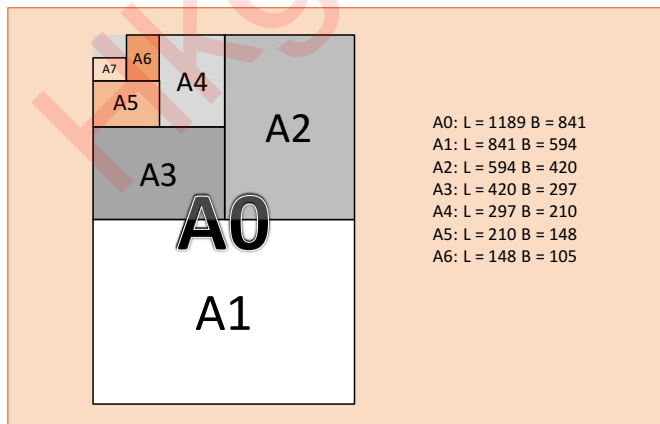 HKS
A6
A7
A4
A5
A2
A3
A0
A1
A0: L = 1189 B = 841
A1: L = 841 B = 594
A2: L = 594 B = 420
A3: L = 420 B = 297
A4: L = 297 B = 210
A5: L = 210 B = 148
A6: L = 148 B = 105